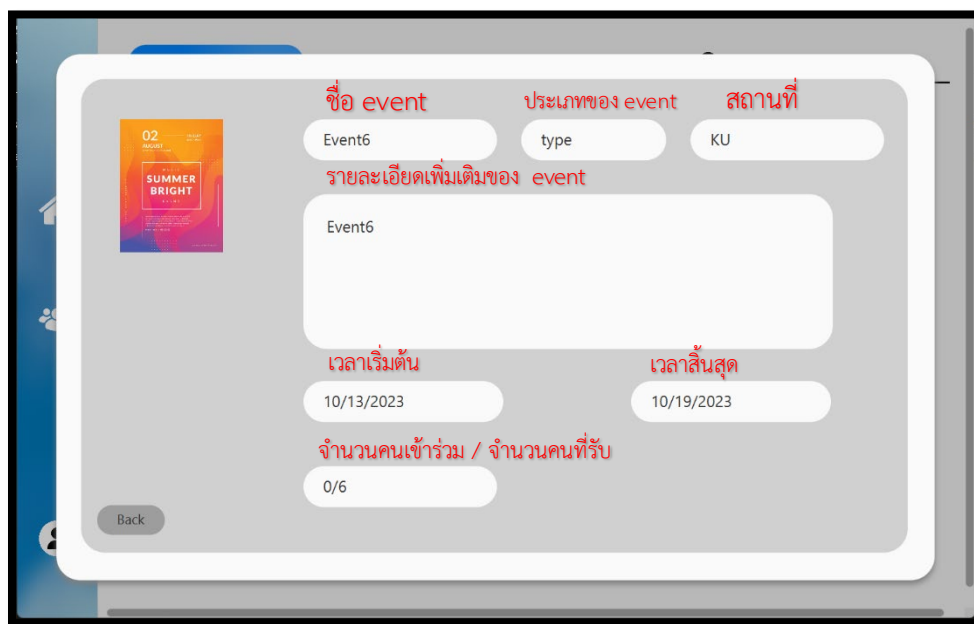 ชื่อ event ประเภทของ event สถานที่
Event6 type KU
รายละเอียดเพิ่มเติมของ event
Event6
เวลาเริ่มต้น เวลาสิ้นสุด
10/13/2023 10/19/2023
จำนวนคนเข้าร่วม / จำนวนคนที่รับ
0/6
Back
02
AUGUST
SUMMER
BRIGHT